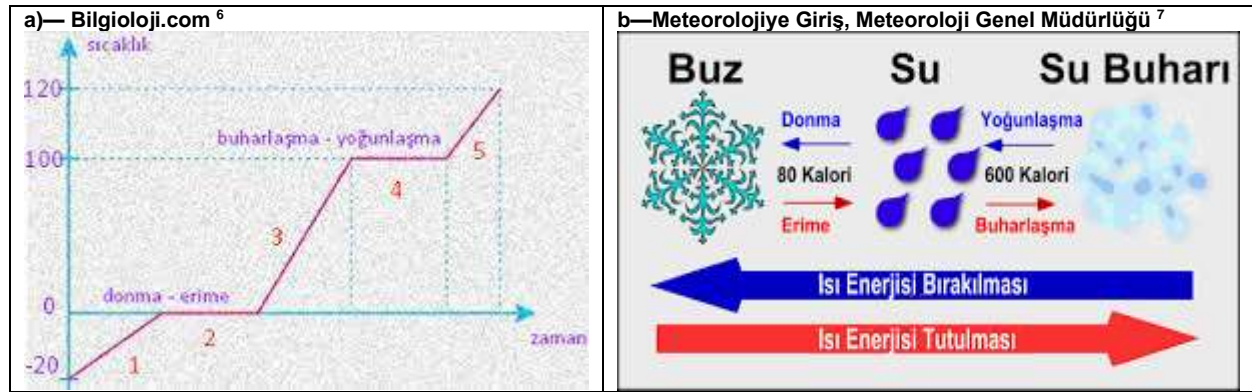 a)— Bilgioloji.com 6
sıcaklık
120
buharlaşma - yoğunlaşma
5
100
4
3
donma - erime
0
2
zaman
1
-20
b—Meteorolojiye Giriş, Meteoroloji Genel Müdürlüğü 7
Buz Su Su Buharı
Donma Yoğunlaşma
80 Kalori 600 Kalori
Erime Buharlaşma
Isı Enerjisi Bırakılması
Isı Enerjisi Tutulması